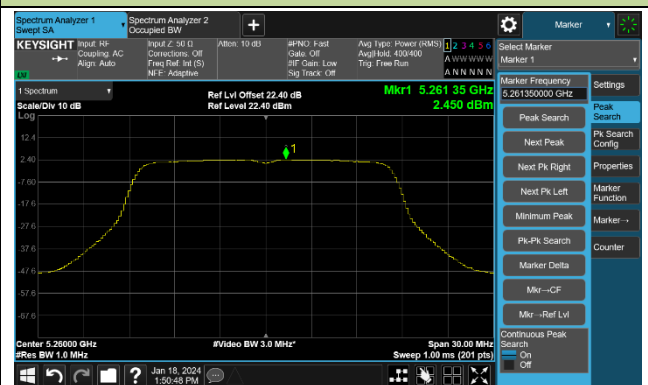 Spectrum Analyzer 1
Swept SA
Spectrum Analyzer 2
Occupied BW
+
Marker
KEYSIGHT
Input: RF
Coupling: AC
Align: Auto
Input Z: 50 Ω
Corrections: Off
Freq Ref: Int (S)
NFE: Adaptive
Atten: 10 dB
#PNO: Fast
Gate: Off
#IF Gain: Low
Sig Track: Off
Avg Type: Power (RMS)
Avg|Hold: 400/400
Trig: Free Run
1 2 3 4 5 6
A W W W W W
A N N N N N
LM
Select Marker
Marker 1
1 Spectrum
Scale/Div 10 dB
Log
Ref Lvl Offset 22.40 dB
Ref Level 22.40 dBm
Mkr1 5.261 35 GHz
2.450 dBm
1
12.4
2.40
-7.60
-17.6
-27.6
-37.6
-47.6
-57.6
-67.6
Center 5.26000 GHz
#Res BW 1.0 MHz
#Video BW 3.0 MHz*
Span 30.00 MHz
Sweep 1.00 ms (201 pts)
Marker Frequency
5.261350000 GHz
Peak Search
Next Peak
Next Pk Right
Next Pk Left
Minimum Peak
Pk-Pk Search
Marker Delta
Mkr→CF
Mkr→Ref Lvl
Continuous Peak
Search
On
Off
Settings
Peak
Search
Pk Search
Config
Properties
Marker
Function
Marker→
Counter
?
Jan 18, 2024
1:50:48 PM